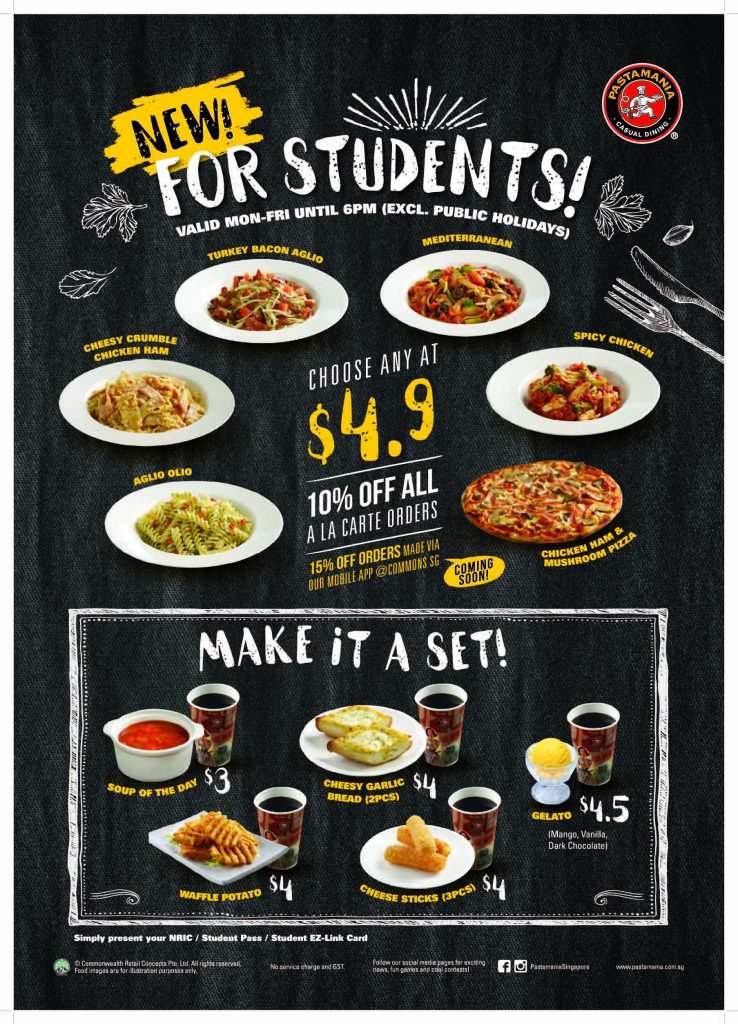 NEW!
FOR STUDENTS!
VALID MON-FRI UNTIL 6PM (EXCL. PUBLIC HOLIDAYS)
PASTAMANIA
· CASUAL DINING ·
®
TURKEY BACON AGLIO
MEDITERRANEAN
CHEESY CRUMBLE
CHICKEN HAM
SPICY CHICKEN
CHOOSE ANY AT
$4.9
AGLIO OLIO
10% OFF ALL
A LA CARTE ORDERS
15% OFF ORDERS MADE VIA
OUR MOBILE APP @COMMONS SG
COMING
SOON!
CHICKEN HAM &
MUSHROOM PIZZA
MAKE iT A SET!
SOUP OF THE DAY
$3
CHEESY GARLIC
BREAD (2PCS)
$4
GELATO
$4.5
(Mango, Vanilla,
Dark Chocolate)
WAFFLE POTATO
$4
CHEESE STICKS (3PCS)
$4
Simply present your NRIC / Student Pass / Student EZ-Link Card
© Commonwealth Retail Concepts Pte. Ltd. All rights reserved.
Food images are for illustration purposes only.
No service charge and GST.
Follow our social media pages for exciting
news, fun games and cool contests!
PastamaniaSingapore
www.pastamania.com.sg